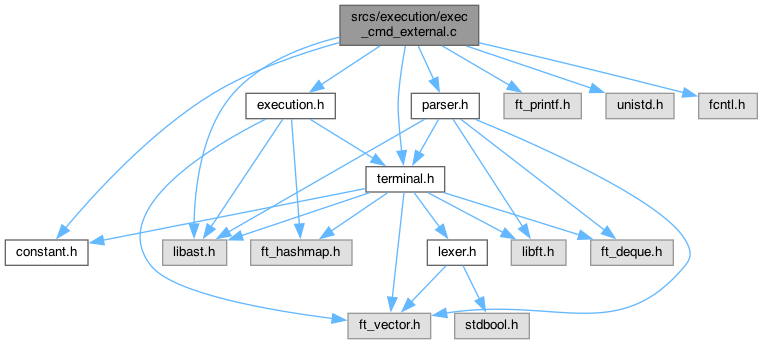 srcs/execution/exec
_cmd_external.c
execution.h
parser.h
ft_printf.h
unistd.h
fcntl.h
terminal.h
constant.h
libast.h
ft_hashmap.h
lexer.h
libft.h
ft_deque.h
ft_vector.h
stdbool.h